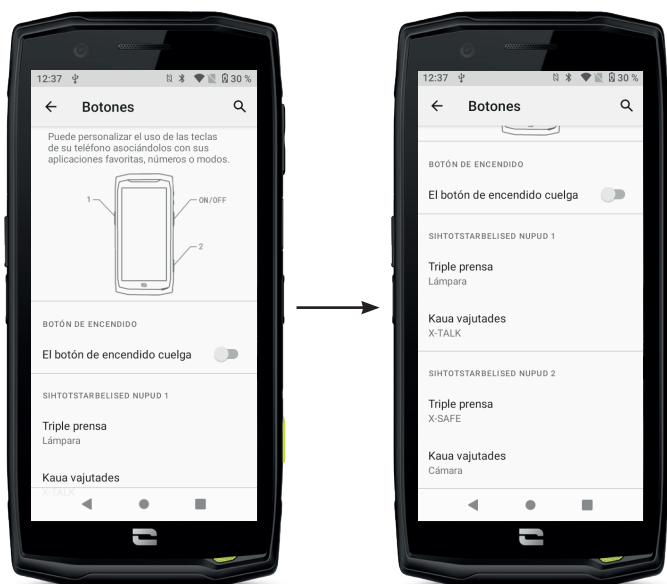 12:37 30 %
Botones
Puede personalizar el uso de las teclas
de su teléfono asociándolos con sus
aplicaciones favoritas, números o modos.
1
ON/OFF
2
BOTÓN DE ENCENDIDO
El botón de encendido cuelga
SIHTOTSTARBELISED NUPUD 1
Triple prensa
Lámpara
Kaua vajutades
X-TALK
12:37 30 %
Botones
BOTÓN DE ENCENDIDO
El botón de encendido cuelga
SIHTOTSTARBELISED NUPUD 1
Triple prensa
Lámpara
Kaua vajutades
X-TALK
SIHTOTSTARBELISED NUPUD 2
Triple prensa
X-SAFE
Kaua vajutades
Cámara